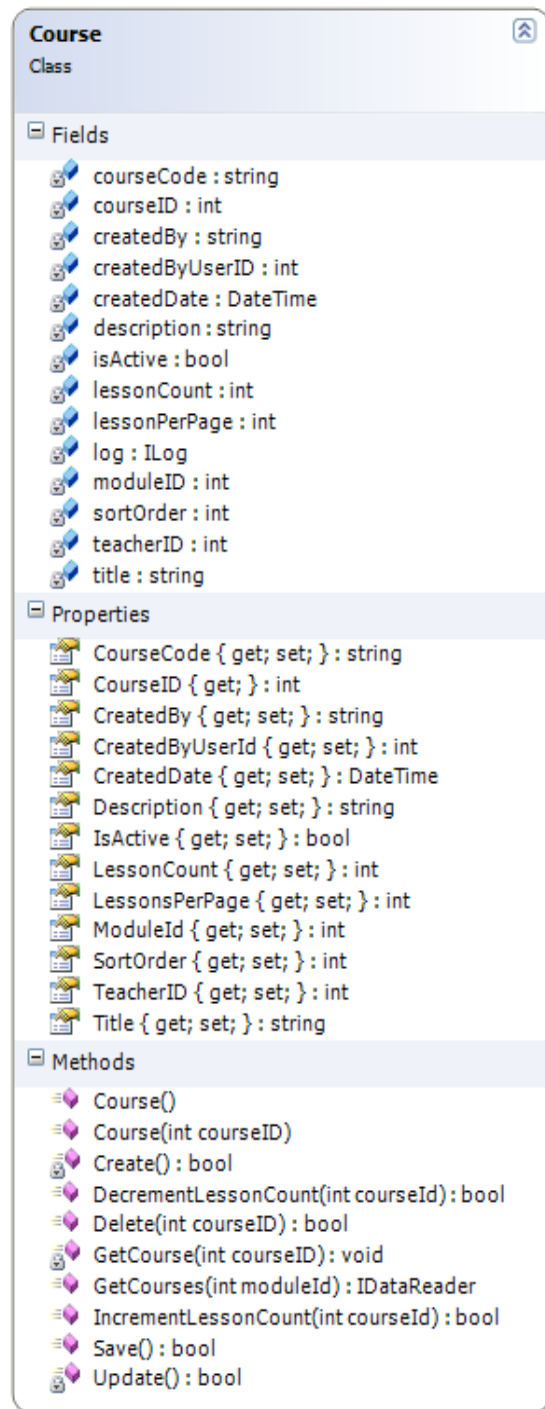 Course
Class
Fields
courseCode : string
courseID : int
createdBy : string
createdByUserID : int
createdDate : DateTime
description : string
isActive : bool
lessonCount : int
lessonPerPage : int
log : ILog
moduleID : int
sortOrder : int
teacherID : int
title : string
Properties
CourseCode { get; set; } : string
CourseID { get; } : int
CreatedBy { get; set; } : string
CreatedByUserId { get; set; } : int
CreatedDate { get; set; } : DateTime
Description { get; set; } : string
IsActive { get; set; } : bool
LessonCount { get; set; } : int
LessonsPerPage { get; set; } : int
ModuleId { get; set; } : int
SortOrder { get; set; } : int
TeacherID { get; set; } : int
Title { get; set; } : string
Methods
Course()
Course(int courseID)
Create() : bool
DecrementLessonCount(int courseId) : bool
Delete(int courseID) : bool
GetCourse(int courseID) : void
GetCourses(int moduleId) : IDataReader
IncrementLessonCount(int courseId) : bool
Save() : bool
Update() : bool